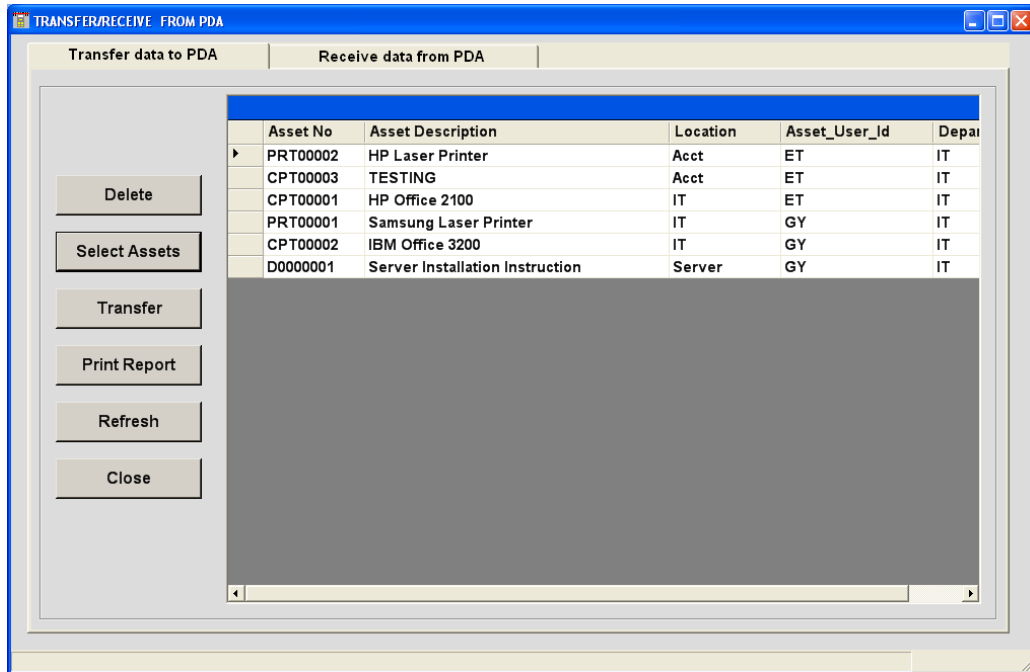 TRANSFER/RECEIVE FROM PDA
Transfer data to PDA Receive data from PDA
Asset No Asset Description Location Asset_User_Id Depar
PRT00002 HP Laser Printer Acct ET IT
CPT00003 TESTING Acct ET IT
CPT00001 HP Office 2100 IT ET IT
PRT00001 Samsung Laser Printer IT GY IT
CPT00002 IBM Office 3200 IT GY IT
D0000001 Server Installation Instruction Server GY IT
Delete
Select Assets
Transfer
Print Report
Refresh
Close